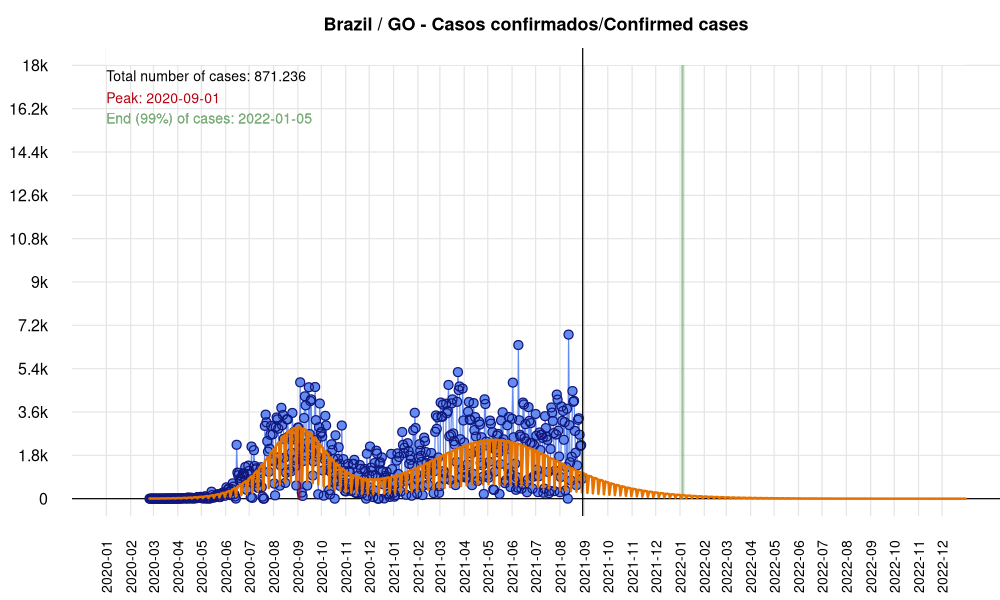 Brazil / GO - Casos confirmados/Confirmed cases
Total number of cases: 871.236
Peak: 2020-09-01
End (99%) of cases: 2022-01-05
18k
16.2k
14.4k
12.6k
10.8k
9k
7.2k
5.4k
3.6k
1.8k
0
2020-01
2020-02
2020-03
2020-04
2020-05
2020-06
2020-07
2020-08
2020-09
2020-10
2020-11
2020-12
2021-01
2021-02
2021-03
2021-04
2021-05
2021-06
2021-07
2021-08
2021-09
2021-10
2021-11
2021-12
2022-01
2022-02
2022-03
2022-04
2022-05
2022-06
2022-07
2022-08
2022-09
2022-10
2022-11
2022-12